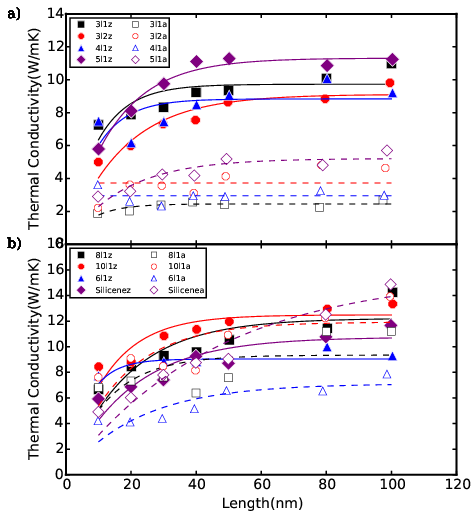 a)
14
12
10
8
6
4
2
0
Thermal Conductivity(W/mK)
3l1z 3l1a
3l2z 3l2a
4l1z 4l1a
5l1z 5l1a
b)
18
16
14
12
10
8
6
4
2
0
Thermal Conductivity(W/mK)
8l1z 8l1a
10l1z 10l1a
6l1z 6l1a
Silicenez Silicenea
0 20 40 60 80 100 120
Length(nm)